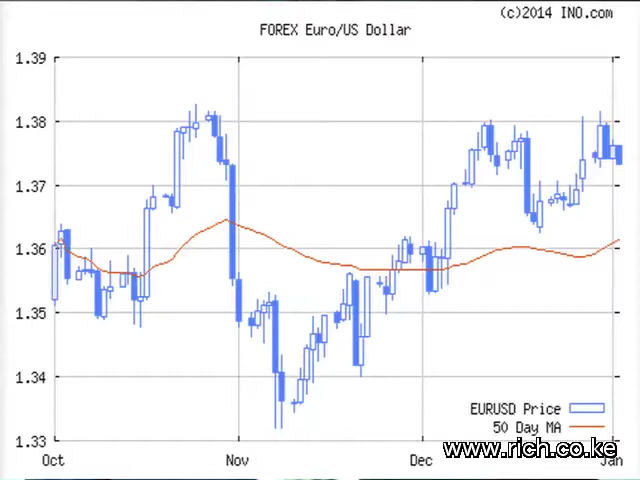 (c)2014 INO.com
FOREX Euro/US Dollar
1.39
1.38
1.37
1.36
1.35
1.34
1.33
EURUSD Price
50 Day MA
www.rich.co.ke
Oct Nov Dec Jan